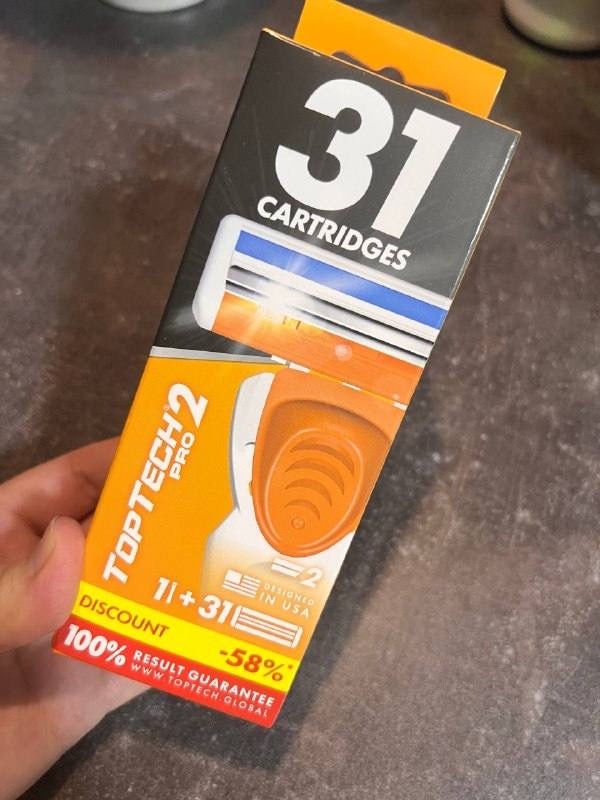 31
CARTRIDGES
TOPTECH®2
PRO
2
DESIGNED
IN USA
1 + 31
DISCOUNT
-58%*
100% RESULT GUARANTEE
WWW.TOPTECH.GLOBAL